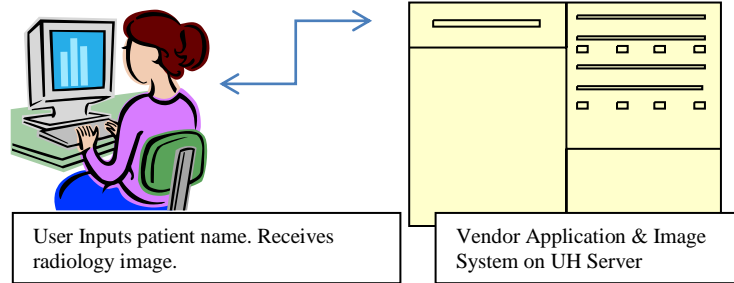 User Inputs patient name. Receives
radiology image.
Vendor Application & Image
System on UH Server